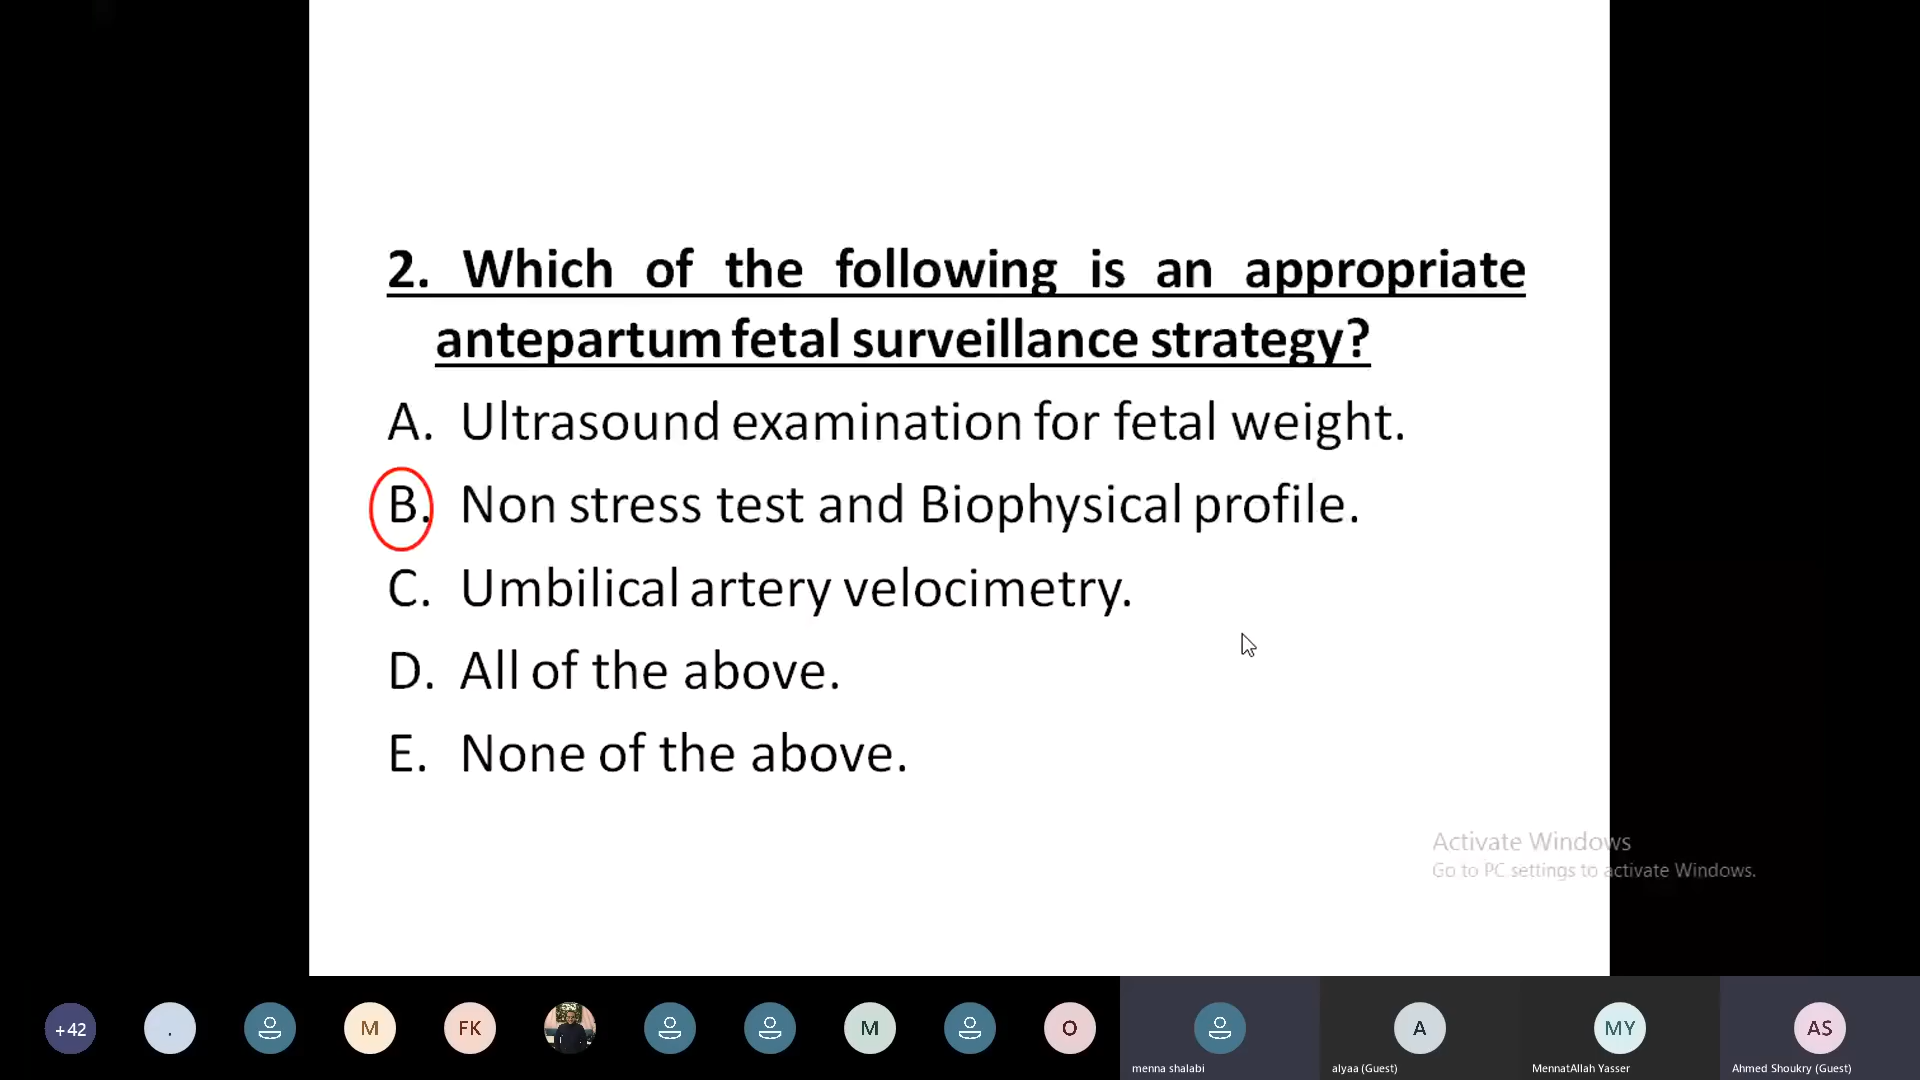 2. Which of the following is an appropriate
antepartum fetal surveillance strategy?
A. Ultrasound examination for fetal weight.
B. Non stress test and Biophysical profile.
C. Umbilical artery velocimetry.
D. All of the above.
E. None of the above.
Activate Windows
Go to PC settings to activate Windows.
+42 . M FK M O A MY AS
menna shalabi alyaa (Guest) MennatAllah Yasser Ahmed Shoukry (Guest)